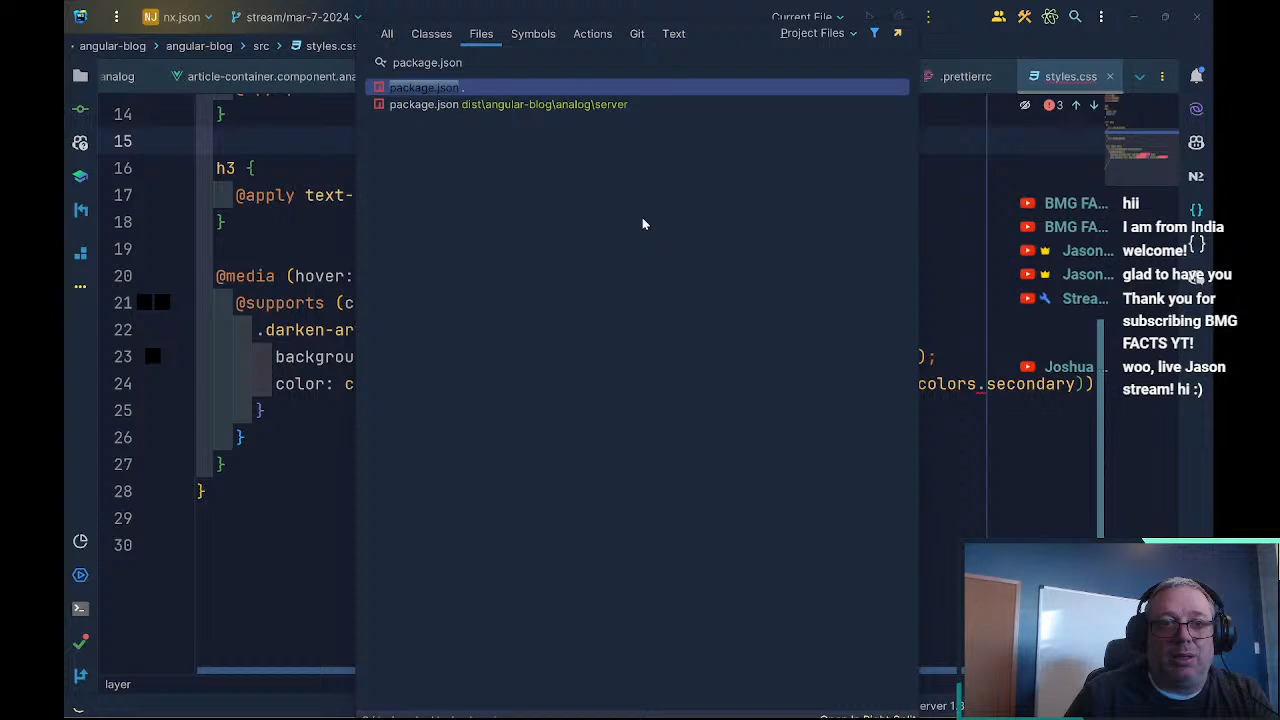 nx.json
stream/mar-7-2024
Current File
angular-blog
angular-blog
src
styles.css
analog
article-container.component.ana
.prettierrc
styles.css
All
Classes
Files
Symbols
Actions
Git
Text
Project Files
package.json
package.json .
package.json dist\angular-blog\analog\server
3
14
}
15
16
h3 {
17
@apply text-
18
}
19
20
@media (hover:
21
@supports (c
22
.darken-ar
23
backgrou
);
24
color: c
colors.secondary))
25
}
26
}
27
}
28
}
29
30
BMG FA...
hii
BMG FA...
I am from India
Jason...
welcome!
Jason...
glad to have you
Strea...
Thank you for
subscribing BMG
FACTS YT!
Joshua
woo, live Jason
stream! hi :)
layer